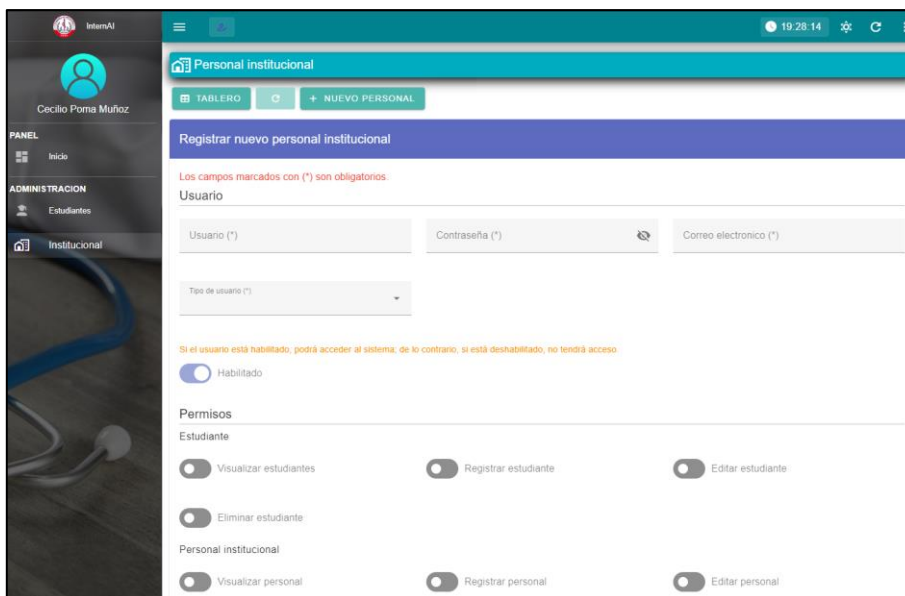 InternAI
19:28:14
Cecilio Poma Muñoz
PANEL
Inicio
ADMINISTRACION
Estudiantes
Institucional
Personal institucional
TABLERO
+ NUEVO PERSONAL
Registrar nuevo personal institucional
Los campos marcados con (*) son obligatorios.
Usuario
Usuario (*)
Contraseña (*)
Correo electronico (*)
Tipo de usuario (*)
Si el usuario está habilitado, podrá acceder al sistema; de lo contrario, si está deshabilitado, no tendrá acceso
Habilitado
Permisos
Estudiante
Visualizar estudiantes
Registrar estudiante
Editar estudiante
Eliminar estudiante
Personal institucional
Visualizar personal
Registrar personal
Editar personal